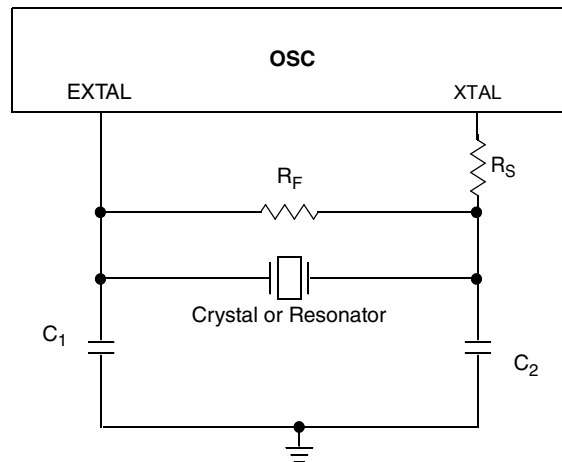 OSC
EXTAL
XTAL
R_S
R_F
Crystal or Resonator
C_1
C_2